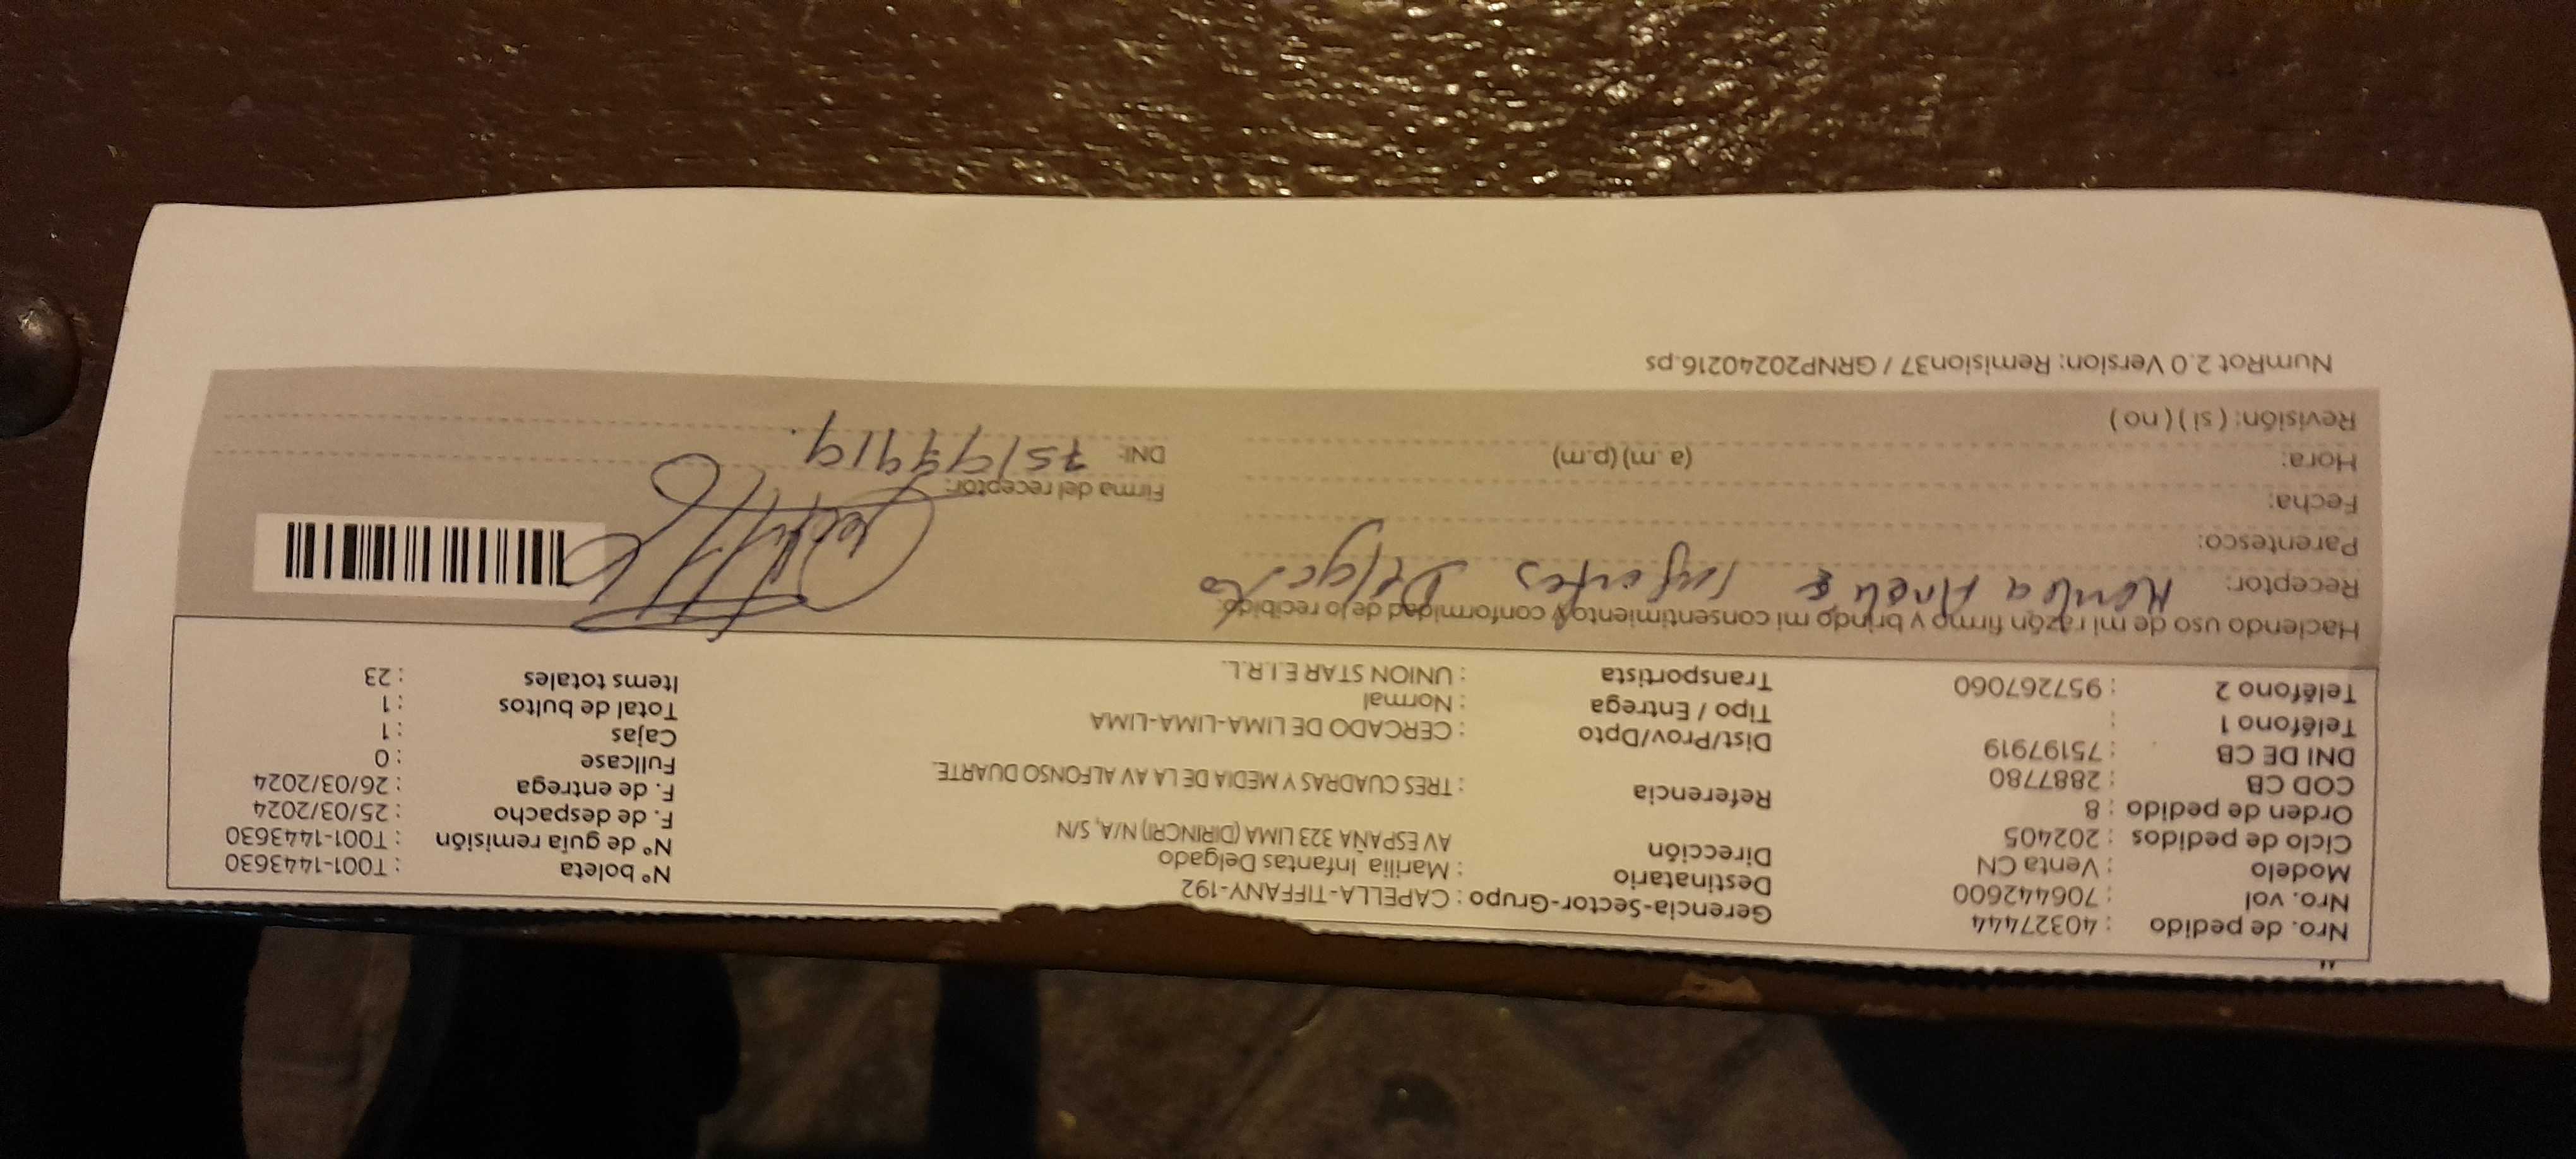 Nro. de pedido : 40327444
Nro. vol : 706442600
Modelo : Venta CN
Ciclo de pedidos : 202405
Orden de pedido : 8
COD CB : 2887780
DNI DE CB : 75197919
Teléfono 1 :
Teléfono 2 : 957267060
Gerencia-Sector-Grupo : CAPELLA-TIFFANY-192
Destinatario : Marilia Infantas Delgado
Dirección AV ESPAÑA 323 LIMA (DIRINCRI) N/A, S/N
Referencia : TRES CUADRAS Y MEDIA DE LA AV ALFONSO DUARTE.
Dist/Prov/Dpto : CERCADO DE LIMA-LIMA-LIMA
Tipo / Entrega : Normal
Transportista : UNION STAR E.I.R.L.
Nº boleta : T001-1443630
Nº de guía remisión : T001-1443630
F. de despacho : 25/03/2024
F. de entrega : 26/03/2024
Fullcase : 0
Cajas : 1
Total de bultos : 1
Items totales : 23
Haciendo uso de mi razón firmo y brindo mi consentimiento y conformidad de lo recibido.
Receptor: Infantas Delgado
Parentesco:
Fecha:
Hora: (a.m) (p.m)
Revisión: ( si ) ( no )
Firma del receptor:
DNI: 75197919.
NumRot 2.0 Version: Remision37 / GRNP20240216.ps